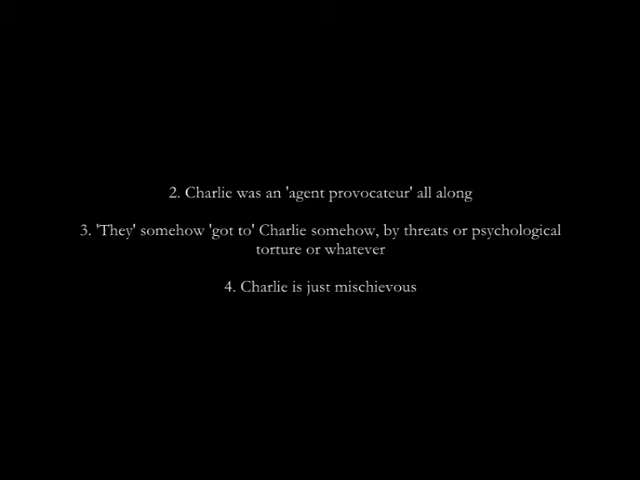 2. Charlie was an 'agent provocateur' all along
3. 'They' somehow 'got to' Charlie somehow, by threats or psychological
torture or whatever
4. Charlie is just mischievous